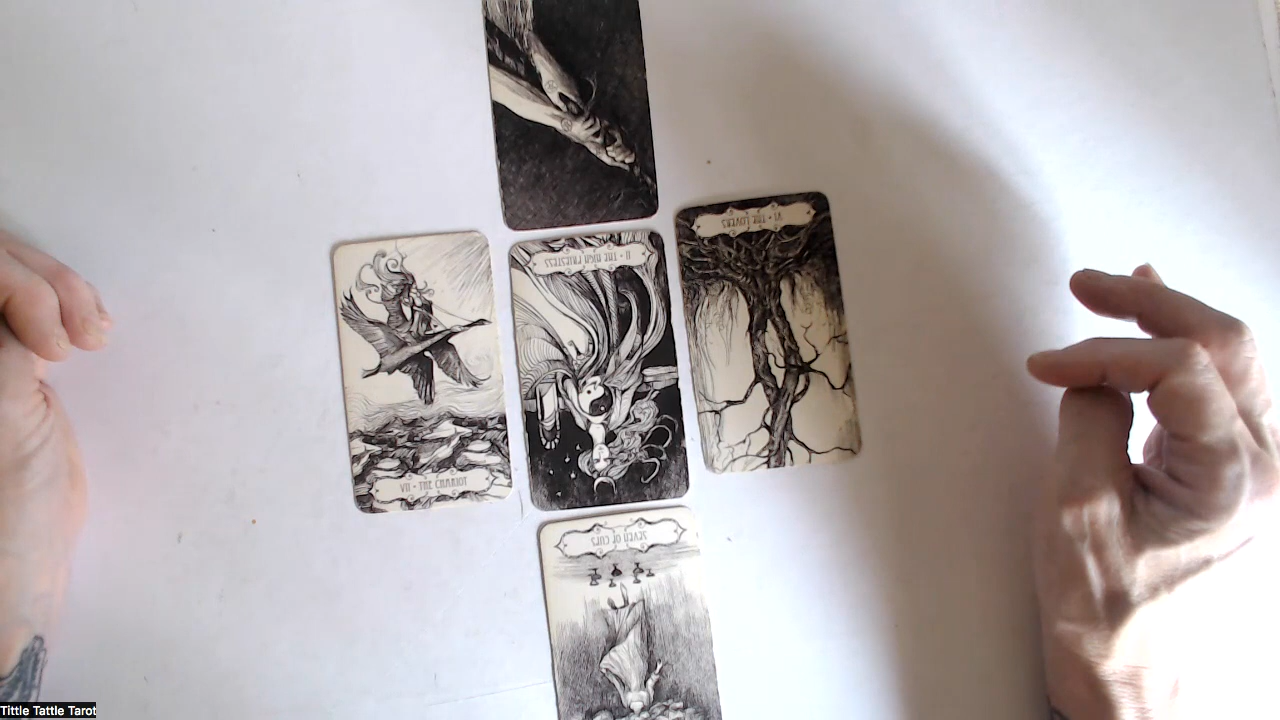 VI • THE LOVERS
II • THE HIGH PRIESTESS
VII • THE CHARIOT
SEVEN OF CUPS
Tittle Tattle Tarot